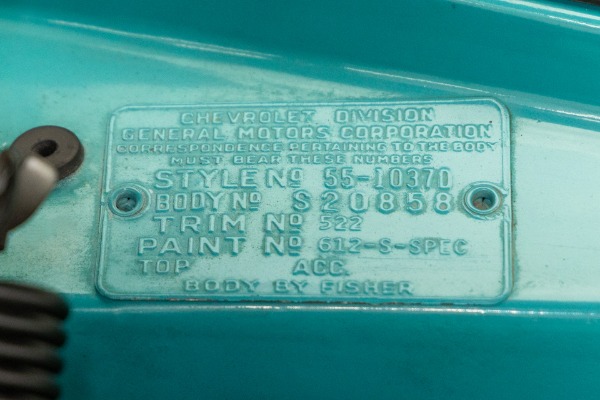 CHEVROLET DIVISION
GENERAL MOTORS CORPORATION
CORRESPONDENCE PERTAINING TO THE BODY
MUST BEAR THESE NUMBERS
STYLE Nº 55-1037D
BODY Nº S20858
TRIM Nº 522
PAINT Nº 612-S-SPEC
TOP ACC.
BODY BY FISHER